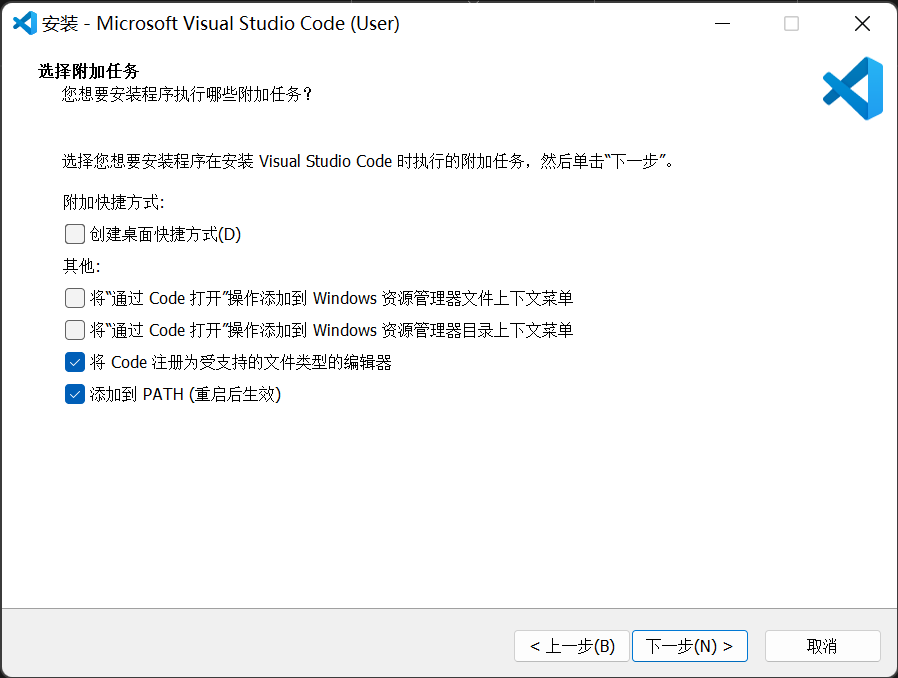 安装 - Microsoft Visual Studio Code (User)
选择附加任务
您想要安装程序执行哪些附加任务？
选择您想要安装程序在安装 Visual Studio Code 时执行的附加任务，然后单击“下一步”。
附加快捷方式:
创建桌面快捷方式(D)
其他:
将“通过 Code 打开”操作添加到 Windows 资源管理器文件上下文菜单
将“通过 Code 打开”操作添加到 Windows 资源管理器目录上下文菜单
将 Code 注册为受支持的文件类型的编辑器
添加到 PATH (重启后生效)
< 上一步(B) 下一步(N) > 取消